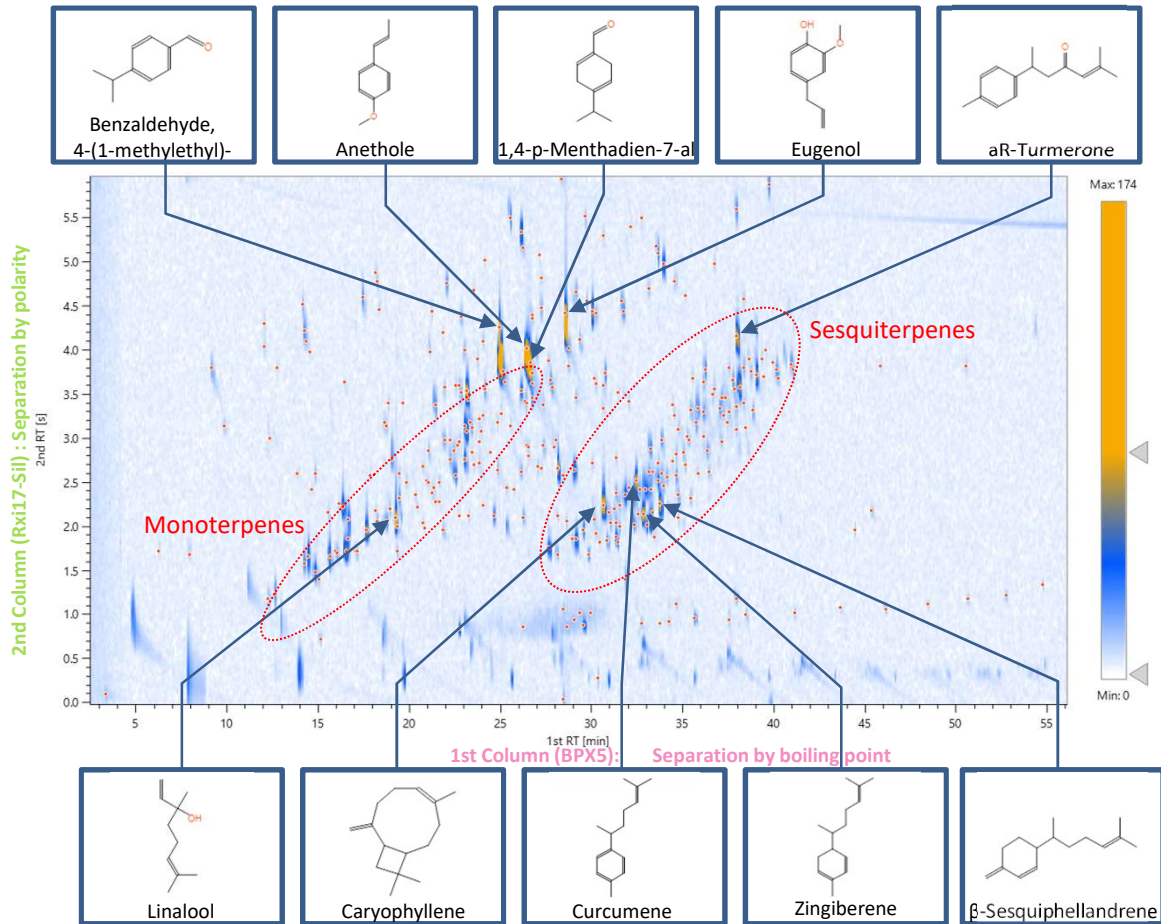 O
OH
O
O
O
O
O
Benzaldehyde,
4-(1-methylethyl)-
Anethole
1,4-p-Menthadien-7-al
Eugenol
aR-Turmerone
Max: 174
5.5
5.0
4.5
4.0
3.5
3.0
2.5
2.0
1.5
1.0
0.5
0.0
2nd RT [s]
2nd Column (Rxi17-Sil) : Separation by polarity
Sesquiterpenes
Monoterpenes
Min: 0
5
10
15
20
25
30
35
40
45
50
55
1st RT [min]
1st Column (BPX5): Separation by boiling point
OH
Linalool
Caryophyllene
Curcumene
Zingiberene
β-Sesquiphellandrene